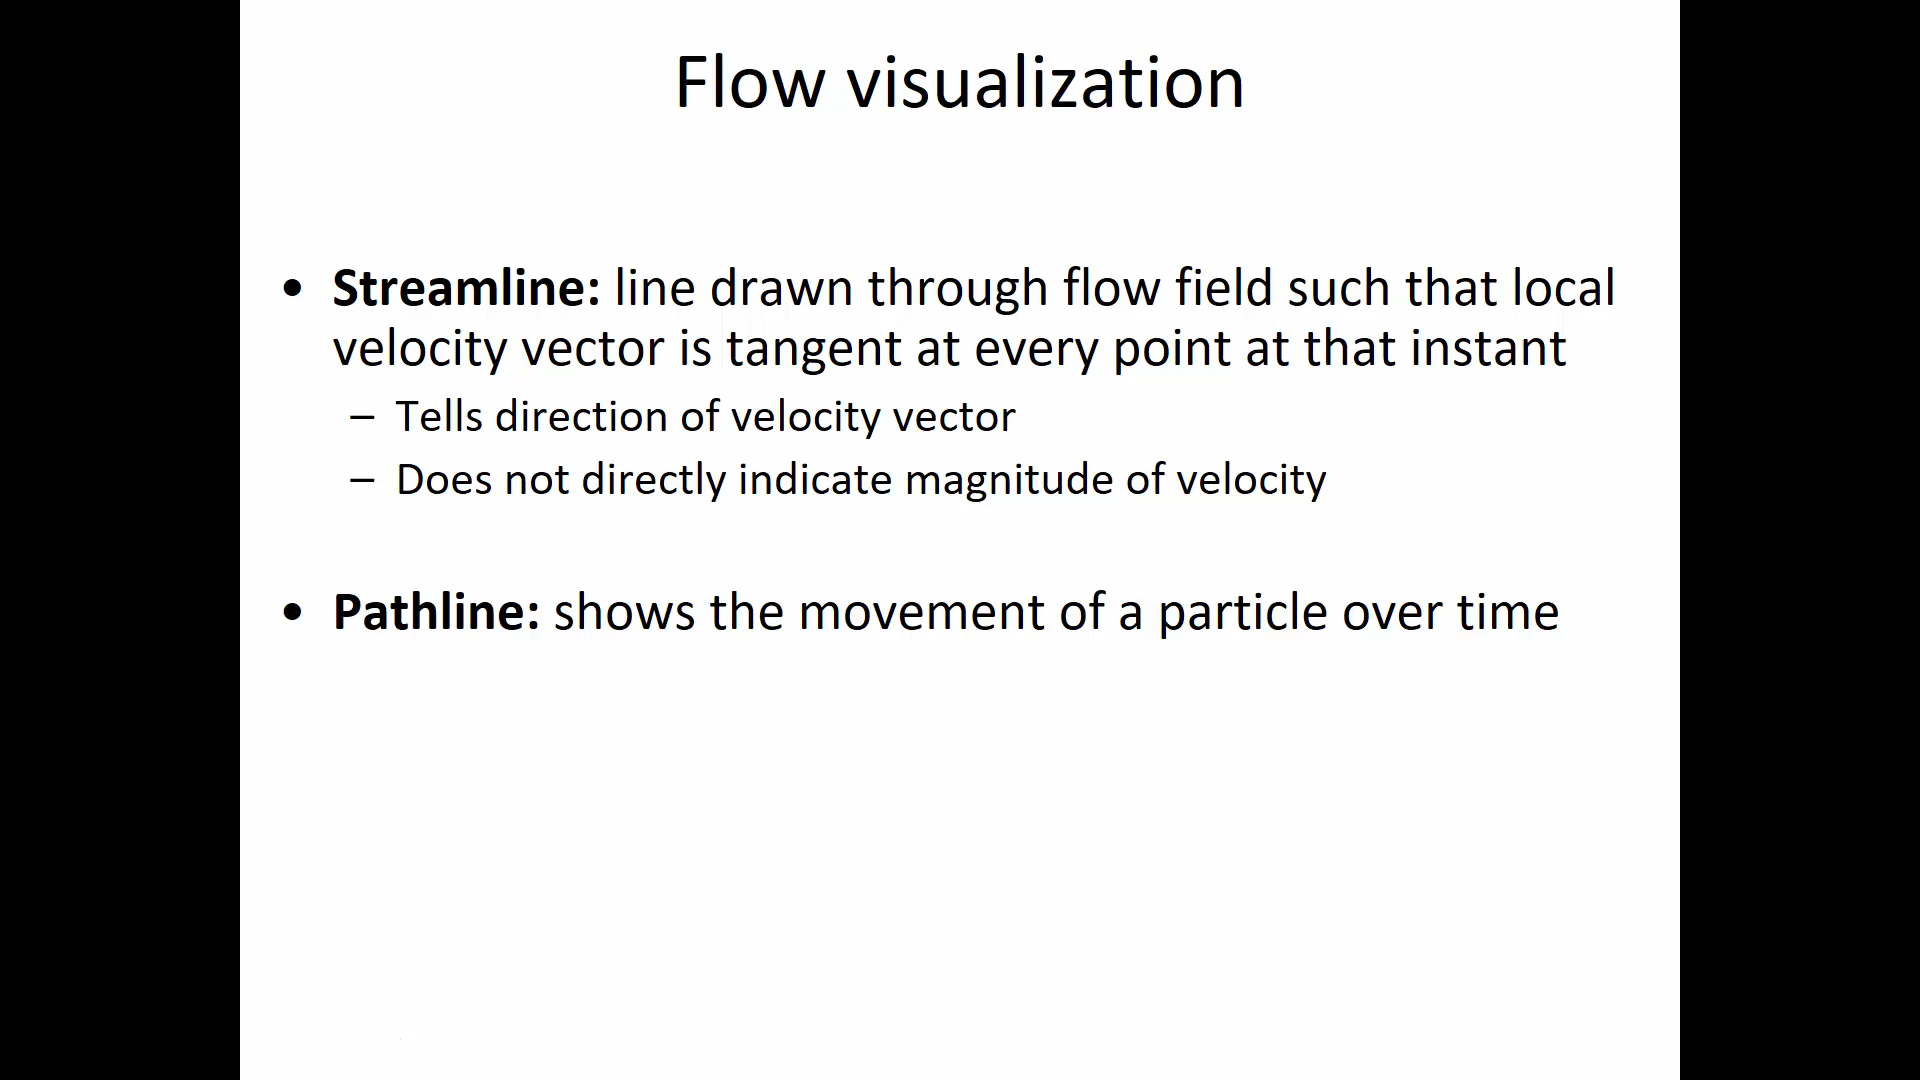 Flow visualization
• Streamline: line drawn through flow field such that local
velocity vector is tangent at every point at that instant
– Tells direction of velocity vector
– Does not directly indicate magnitude of velocity
• Pathline: shows the movement of a particle over time